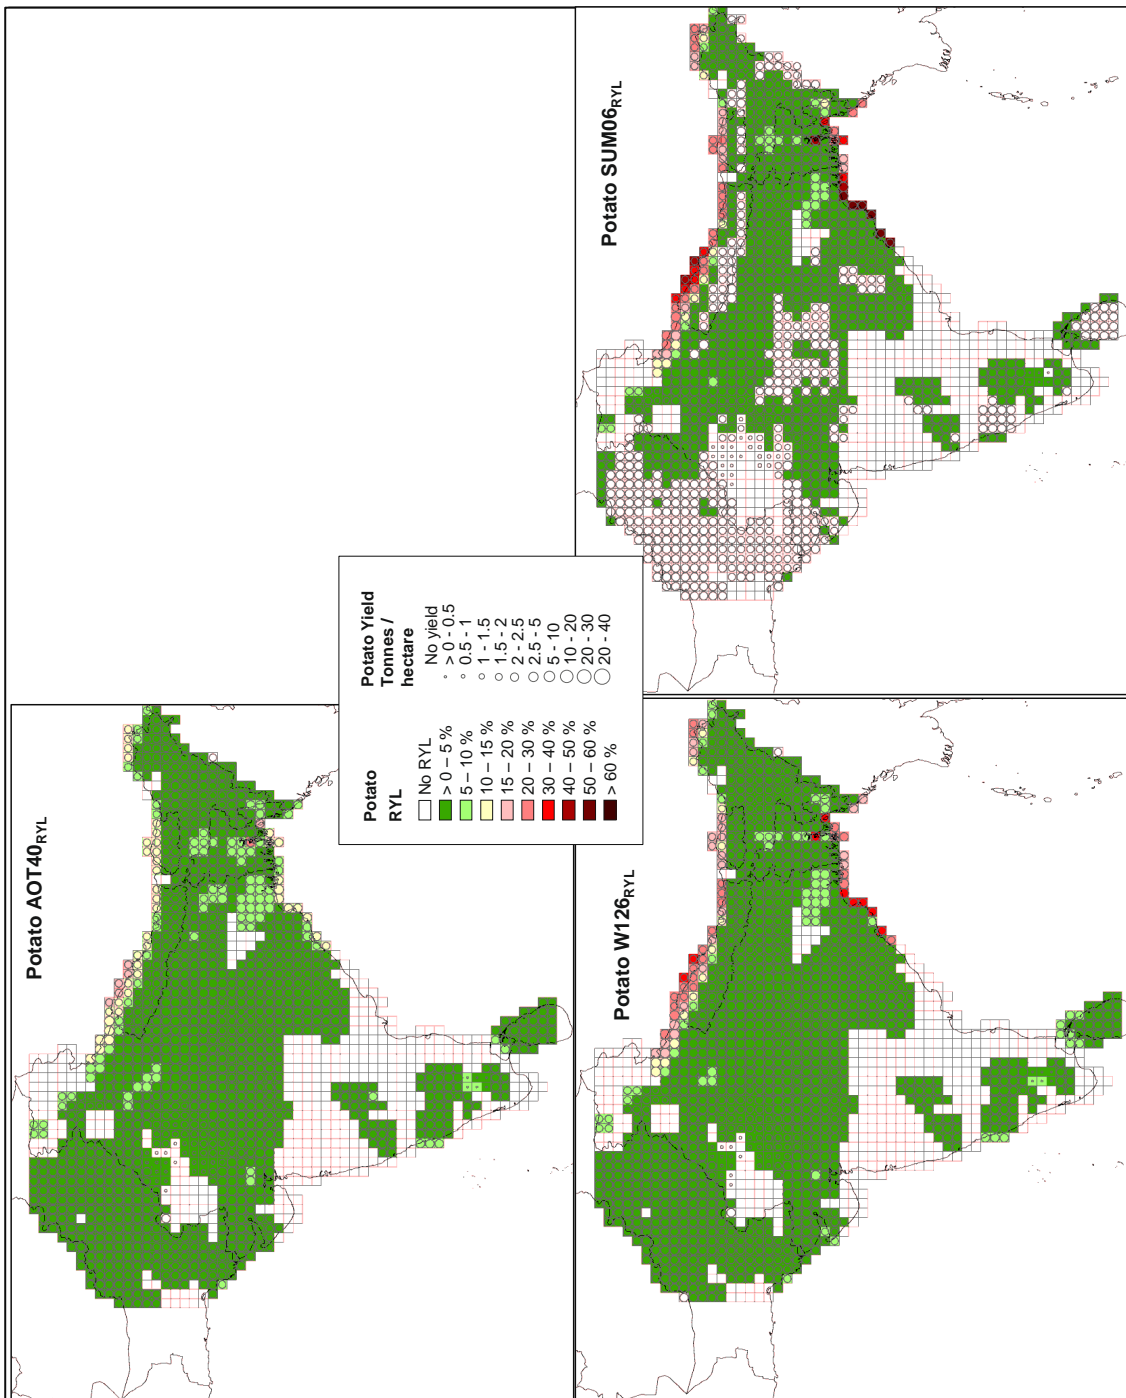 Potato AOT40RYL
Potato SUM06RYL
Potato W126RYL
Potato
RYL
No RYL
> 0 – 5 %
5 – 10 %
10 – 15 %
15 – 20 %
20 – 30 %
30 – 40 %
40 – 50 %
50 – 60 %
> 60 %
Potato Yield
Tonnes /
hectare
No yield
> 0 - 0.5
0.5 - 1
1 - 1.5
1.5 - 2
2 - 2.5
2.5 - 5
5 - 10
10 - 20
20 - 30
20 - 40